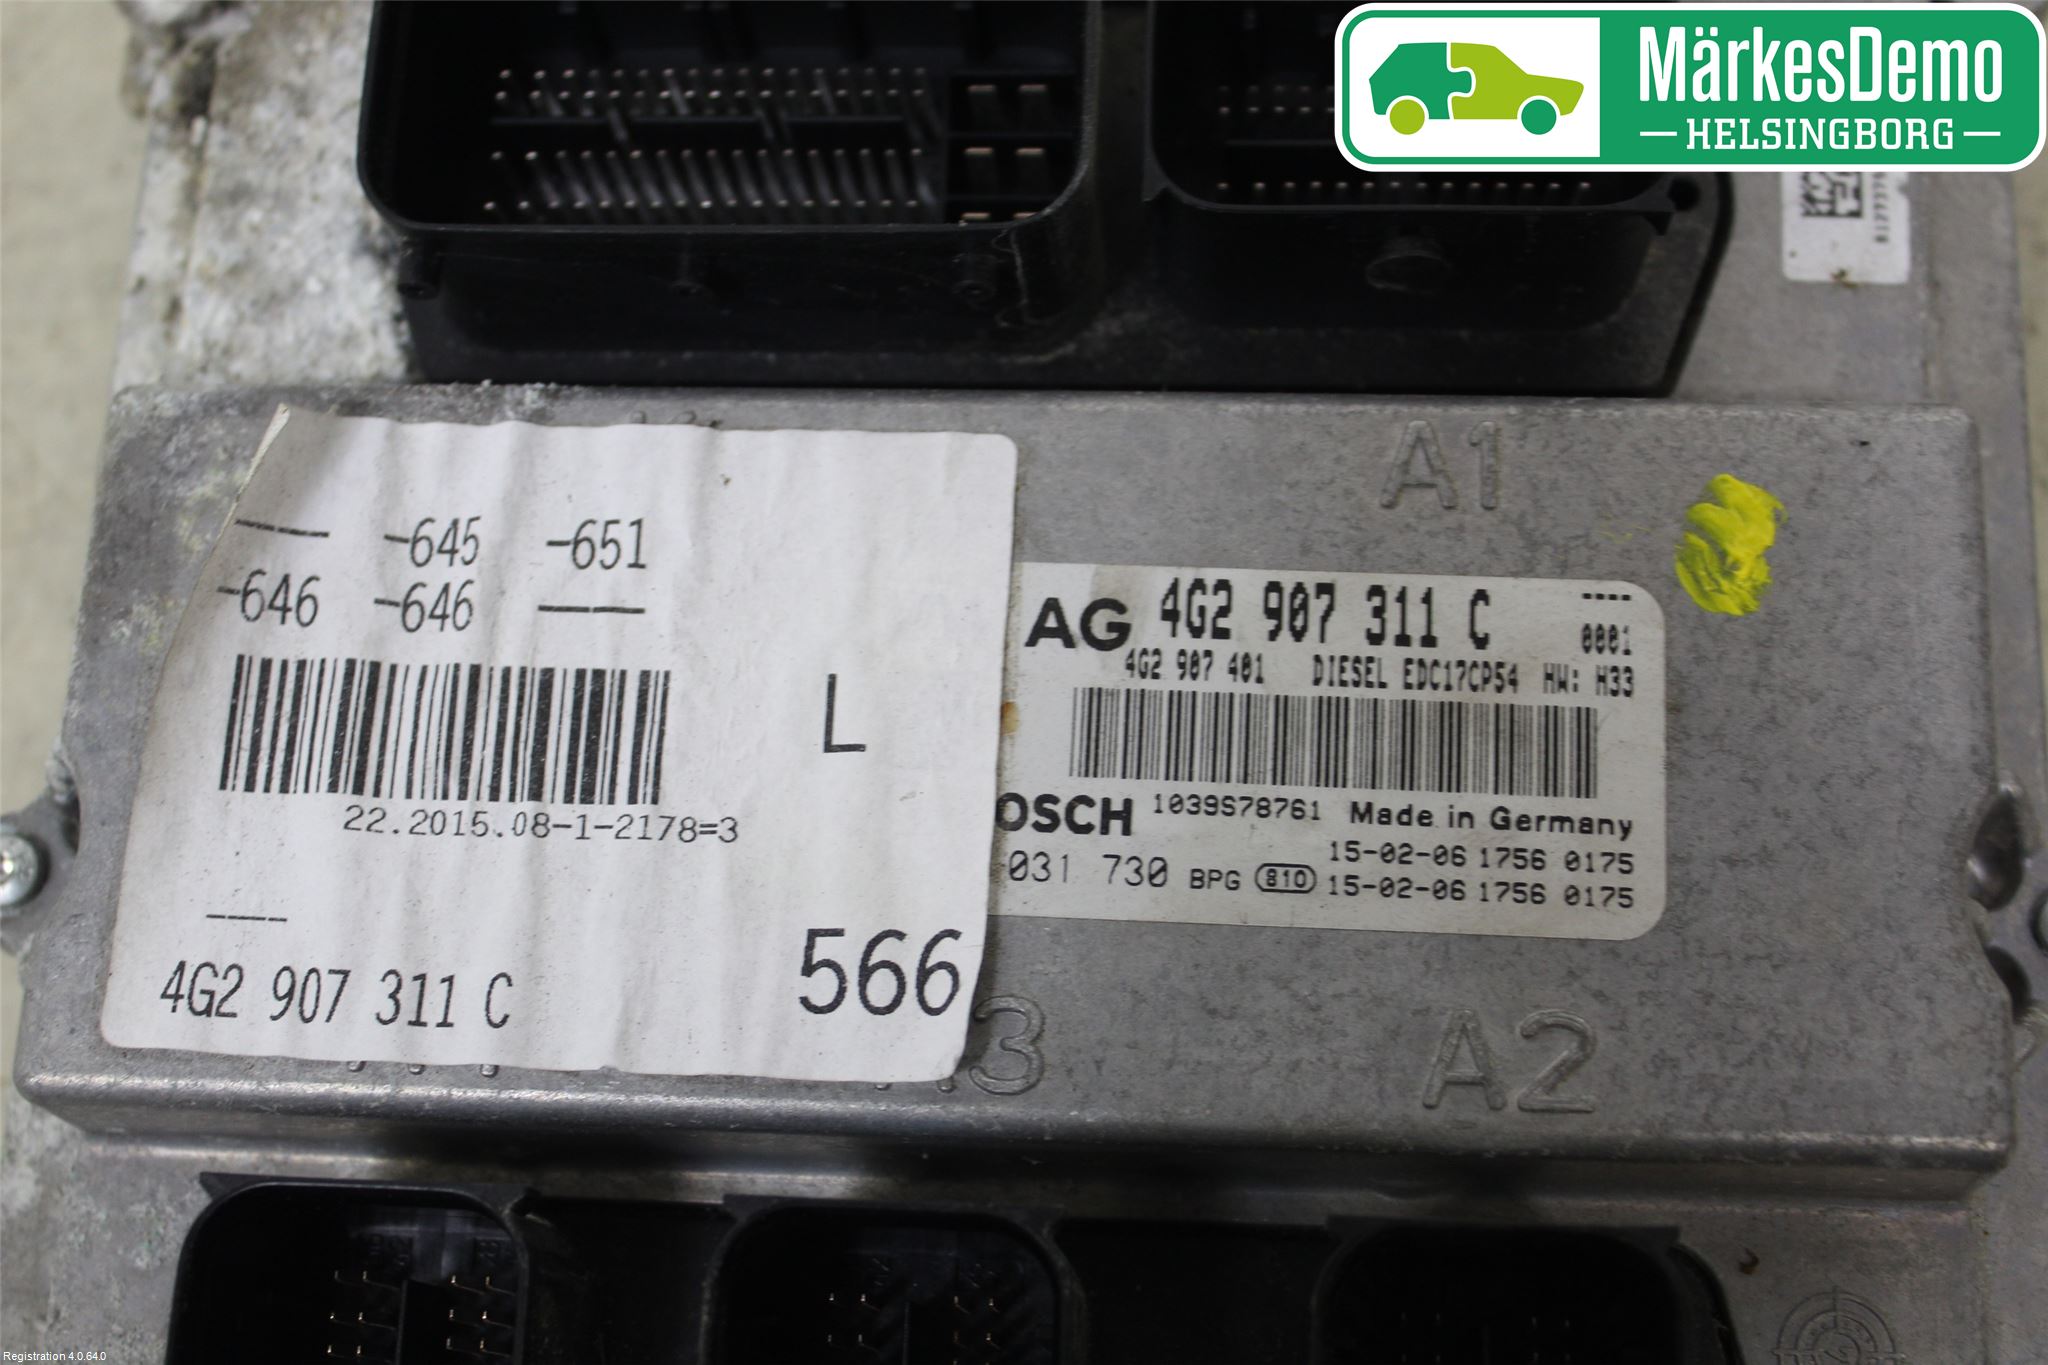 MärkesDemo
HELSINGBORG
A1
---- -645 -651
-646 -646 ----
L
22.2015.08-1-2178=3
----
4G2 907 311 C
566
AG 4G2 907 311 C ----
0001
4G2 907 401 DIESEL EDC17CP54 HW: H33
OSCH 1039S78761 Made in Germany
15-02-06 1756 0175
031 730 BPG 810 15-02-06 1756 0175
A3
A2
Registration 4.0.64.0